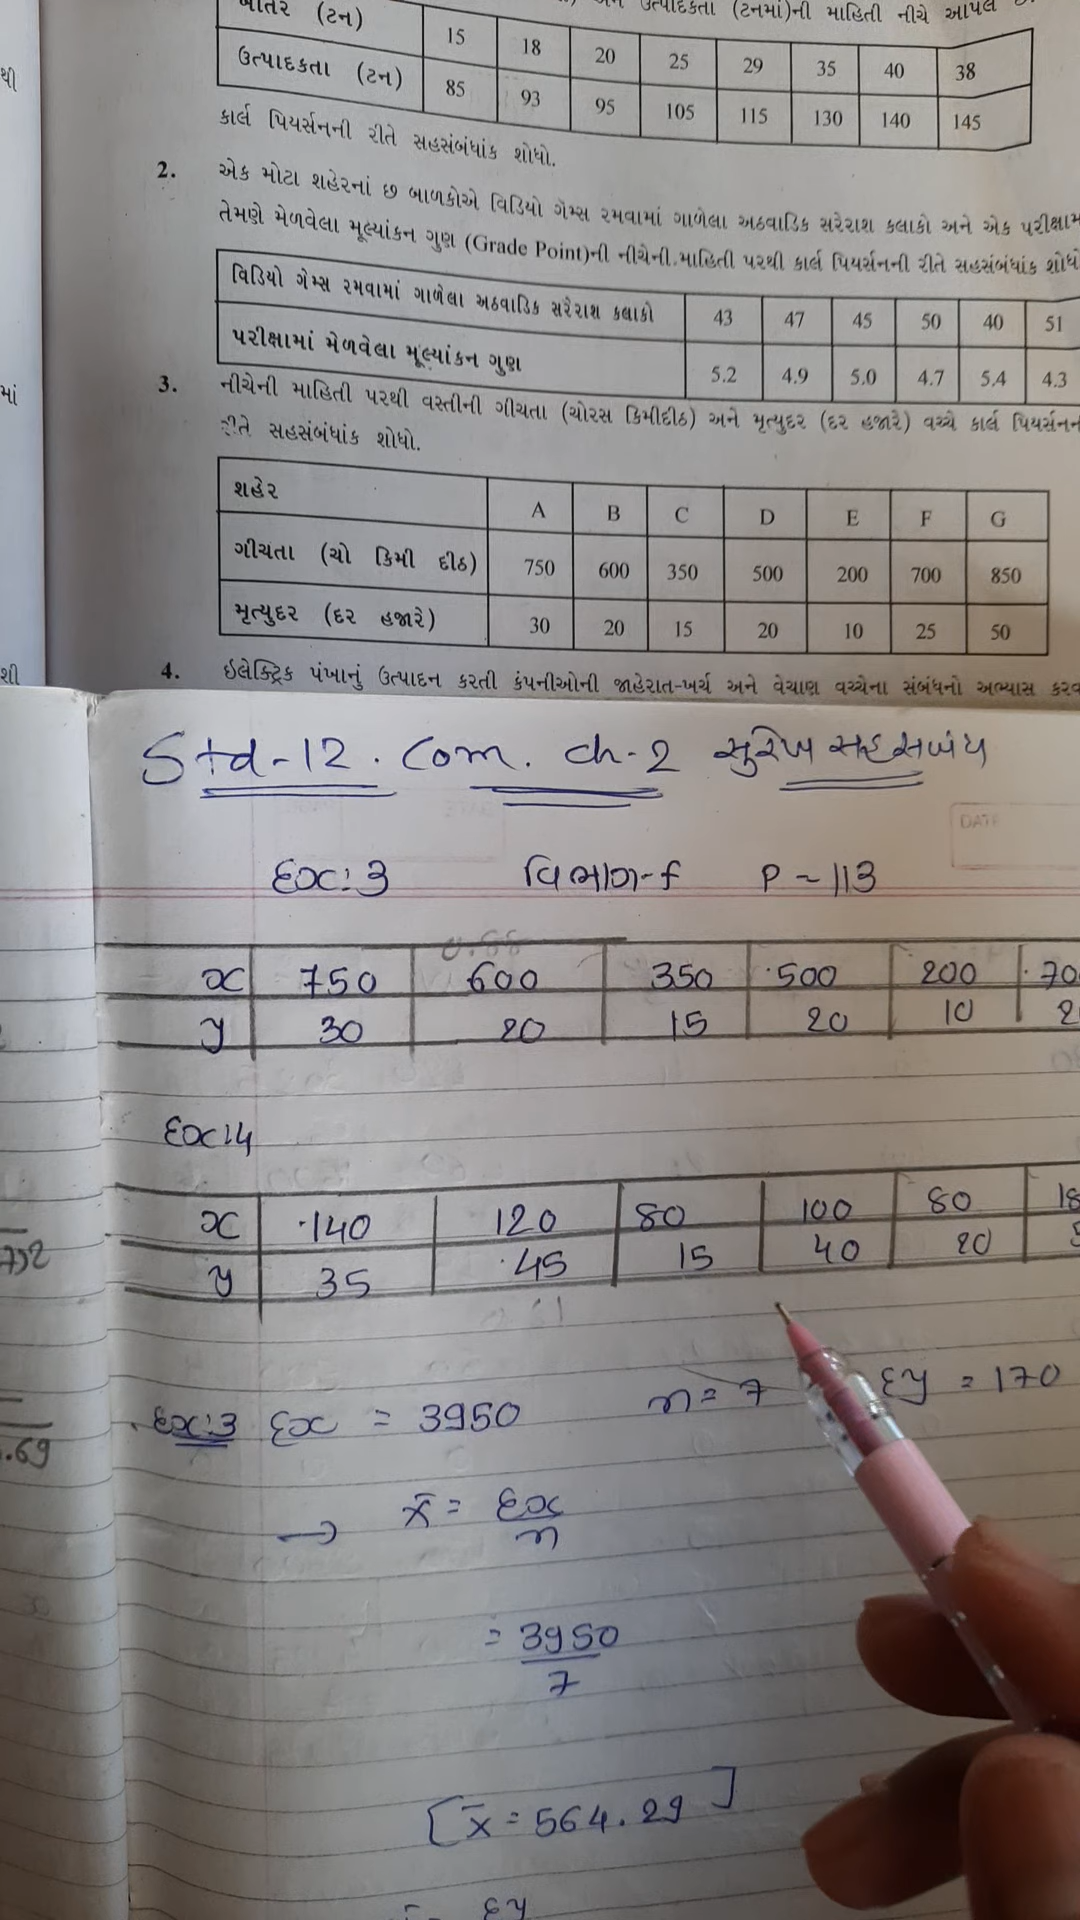 (ટન) 15 18 20 25 29 35 40 38
ઉત્પાદકતા (ટનમાં)ની માહિતી નીચે
ઉત્પાદકતા (ટન) 85 93 95 105 115 130 140 145
કાર્લ પિયર્સનની રીતે સહસંબંધાંક શોધો.
2. એક મોટા શહેરનાં છ બાળકોએ વિડિયો ગેમ્સ રમવામાં ગાળેલા અઠવાડિક સરેરાશ કલાકો અને એક
તેમણે મેળવેલા મૂલ્યાંકન ગુણ (Grade Point)ની નીચેની માહિતી પરથી કાર્લ પિયર્સનની રીતે સહસંબંધાંક
વિડિયો ગેમ્સ રમવામાં ગાળેલા અઠવાડિક સરેરાશ કલાકો 43 47 45 50 40 51
પરીક્ષામાં મેળવેલા મૂલ્યાંકન ગુણ 5.2 4.9 5.0 4.7 5.4 4.3
3. નીચેની માહિતી પરથી વસ્તીની ગીચતા (ચોરસ કિમીદીઠ) અને મૃત્યુદર (દર હજારે) વચ્ચે કાર્લ
રીતે સહસંબંધાંક શોધો.
શહેર A B C D E F G
ગીચતા (ચો કિમી દીઠ) 750 600 350 500 200 700 850
મૃત્યુદર (દર હજારે) 30 20 15 20 10 25 50
4. ઇલેક્ટ્રિક પંખાનું ઉત્પાદન કરતી કંપનીઓની જાહેરાત-ખર્ચ અને વેચાણ વચ્ચેના સંબંધનો અભ્યાસ
Std-12. Com. ch-2 સુરેખ સહસબંધ
DATE
Ex:3 વિભાગ-f P-113
x 750 600 350 500 200 70
y 30 20 15 20 10 2
Ex:4
x 140 120 80 100 80 18
y 35 45 15 40 20
Ex:3 Σx = 3950 n = 7 Σy = 170
→ x̄ = Σx
n
= 3950
7
[x̄ = 564.29]
Σy